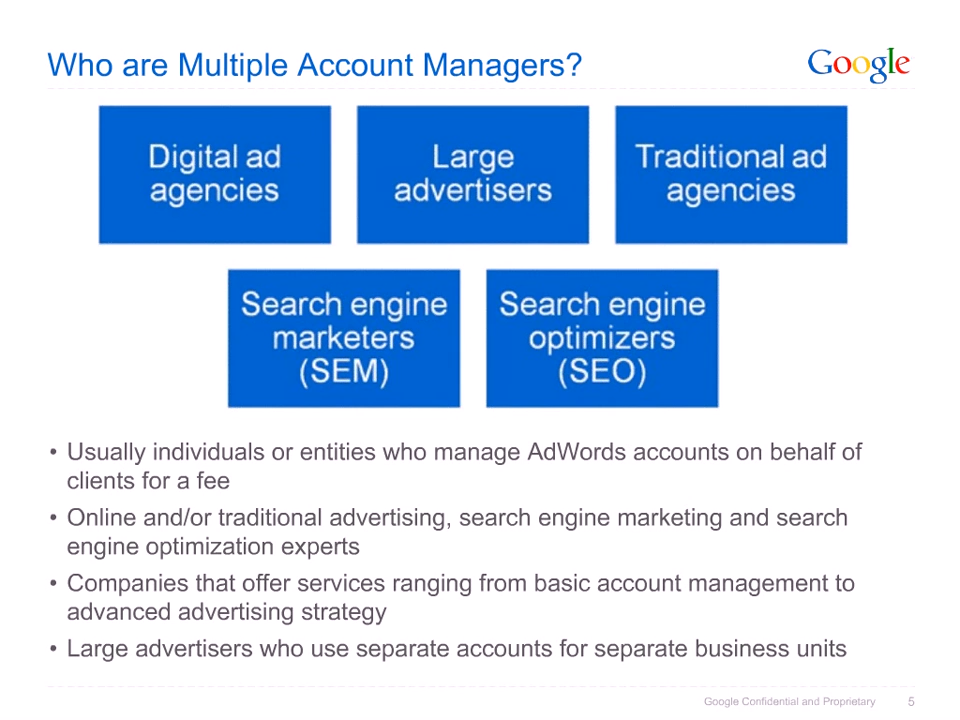 Who are Multiple Account Managers?
Google
Digital ad
agencies
Large
advertisers
Traditional ad
agencies
Search engine
marketers
(SEM)
Search engine
optimizers
(SEO)
• Usually individuals or entities who manage AdWords accounts on behalf of
clients for a fee
• Online and/or traditional advertising, search engine marketing and search
engine optimization experts
• Companies that offer services ranging from basic account management to
advanced advertising strategy
• Large advertisers who use separate accounts for separate business units
Google Confidential and Proprietary 5